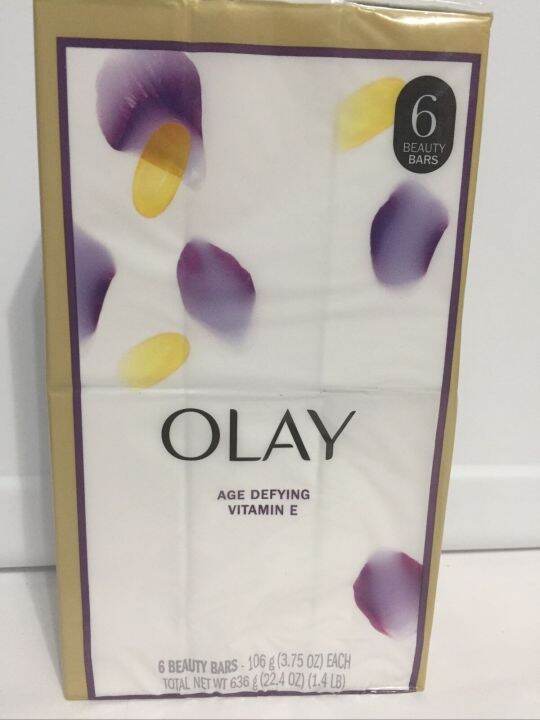 6
BEAUTY
BARS
OLAY
AGE DEFYING
VITAMIN E
6 BEAUTY BARS - 106 g (3.75 OZ) EACH
TOTAL NET WT 636 g (22.4 OZ) (1.4 LB)